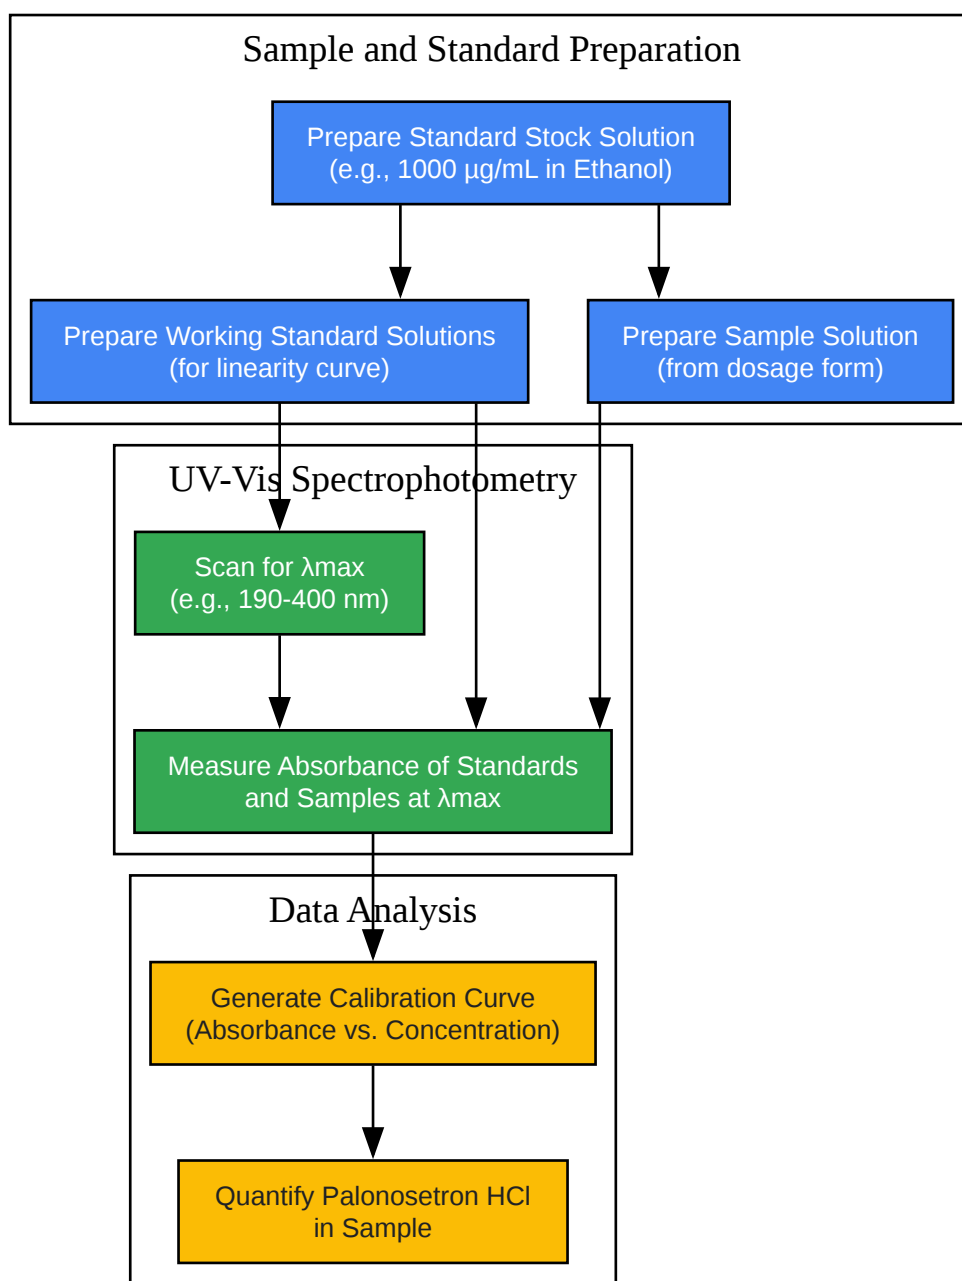 Sample and Standard Preparation
Prepare Standard Stock Solution
(e.g., 1000 µg/mL in Ethanol)
Prepare Working Standard Solutions
(for linearity curve)
Prepare Sample Solution
(from dosage form)
UV-Vis Spectrophotometry
Scan for λmax
(e.g., 190-400 nm)
Measure Absorbance of Standards
and Samples at λmax
Data Analysis
Generate Calibration Curve
(Absorbance vs. Concentration)
Quantify Palonosetron HCl
in Sample